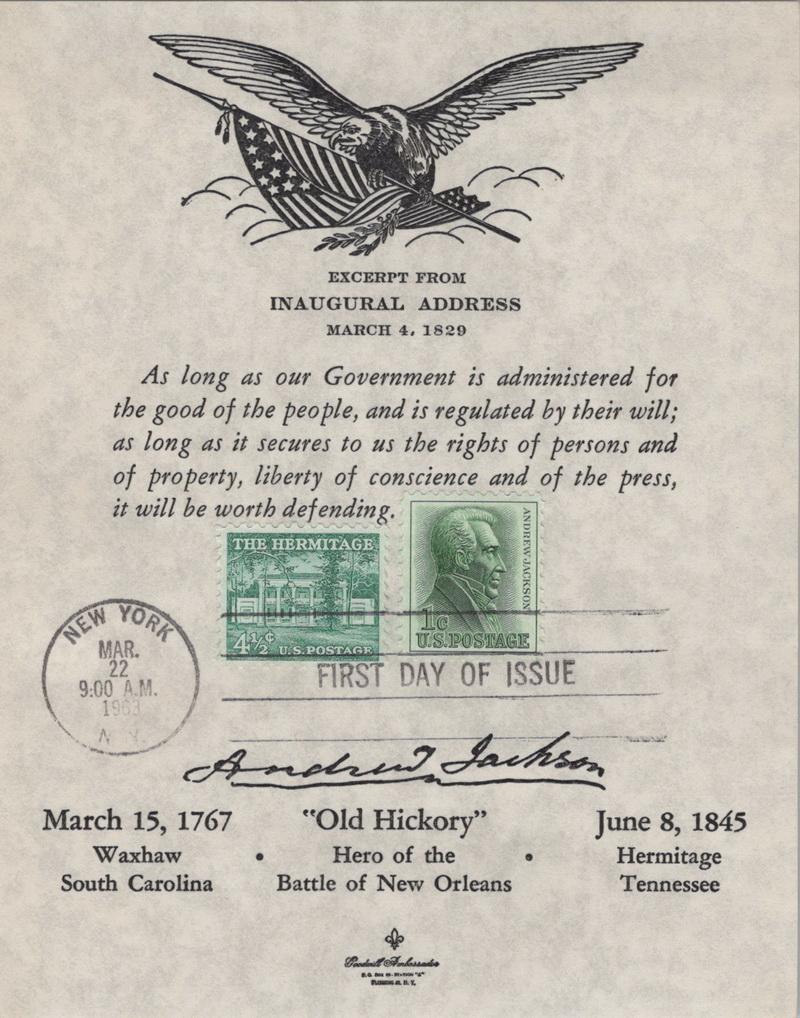 EXCERPT FROM
INAUGURAL ADDRESS
MARCH 4, 1829
As long as our Government is administered for
the good of the people, and is regulated by their will;
as long as it secures to us the rights of persons and
of property, liberty of conscience and of the press,
it will be worth defending.
THE HERMITAGE
4½¢ U.S. POSTAGE
ANDREW JACKSON
1¢
U.S. POSTAGE
NEW YORK
MAR.
22
9:00 A.M.
1963
N. Y.
FIRST DAY OF ISSUE
Andrew Jackson
March 15, 1767
Waxhaw
South Carolina
"Old Hickory"
• Hero of the •
Battle of New Orleans
June 8, 1845
Hermitage
Tennessee
Goodwill Ambassador